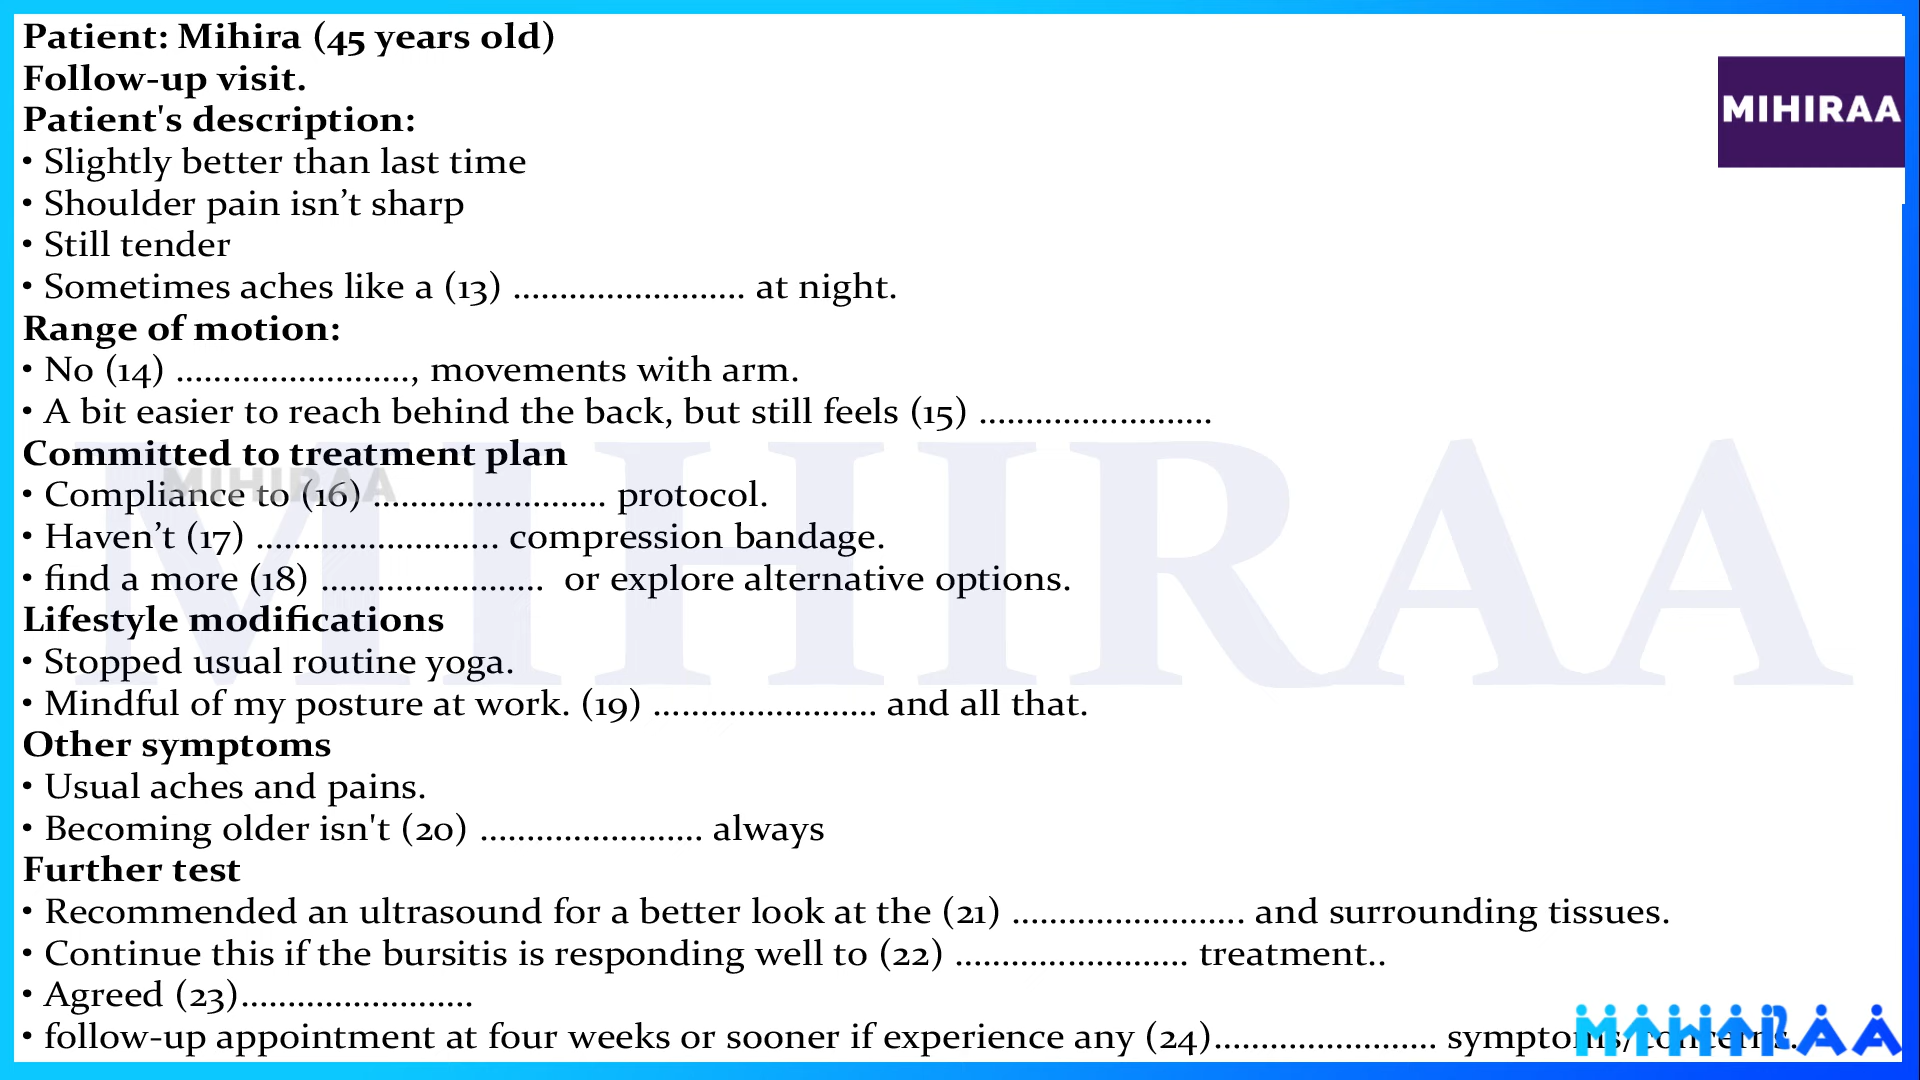 Patient: Mihira (45 years old)
Follow-up visit.
MIHIRAA
Patient's description:
• Slightly better than last time
• Shoulder pain isn’t sharp
• Still tender
• Sometimes aches like a (13) ......................... at night.
Range of motion:
• No (14) ........................., movements with arm.
• A bit easier to reach behind the back, but still feels (15) .........................
Committed to treatment plan
MIHIRAA
MIHIRAA
• Compliance to (16) ......................... protocol.
• Haven’t (17) .......................... compression bandage.
• find a more (18) ........................ or explore alternative options.
Lifestyle modifications
• Stopped usual routine yoga.
• Mindful of my posture at work. (19) ........................ and all that.
Other symptoms
• Usual aches and pains.
• Becoming older isn't (20) ........................ always
Further test
• Recommended an ultrasound for a better look at the (21) ......................... and surrounding tissues.
• Continue this if the bursitis is responding well to (22) ......................... treatment..
• Agreed (23).........................
• follow-up appointment at four weeks or sooner if experience any (24)........................ symptoms/concerns.
MIHIRAA